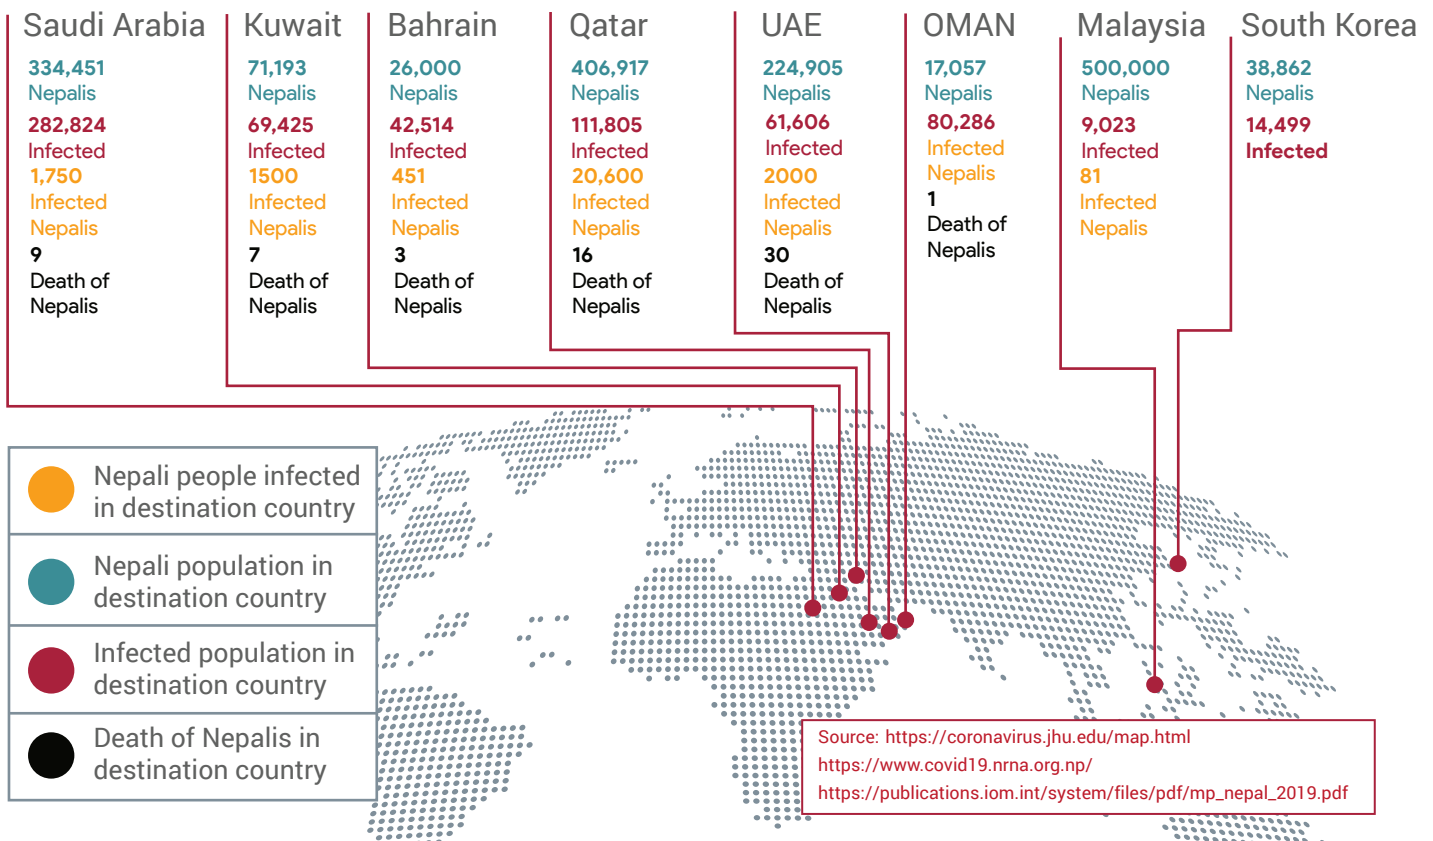 Saudi Arabia
334,451
Nepalis
282,824
Infected
1,750
Infected
Nepalis
9
Death of
Nepalis
Kuwait
71,193
Nepalis
69,425
Infected
1500
Infected
Nepalis
7
Death of
Nepalis
Bahrain
26,000
Nepalis
42,514
Infected
451
Infected
Nepalis
3
Death of
Nepalis
Qatar
406,917
Nepalis
111,805
Infected
20,600
Infected
Nepalis
16
Death of
Nepalis
UAE
224,905
Nepalis
61,606
Infected
2000
Infected
Nepalis
30
Death of
Nepalis
OMAN
17,057
Nepalis
80,286
Infected
Nepalis
1
Death of
Nepalis
Malaysia
500,000
Nepalis
9,023
Infected
81
Infected
Nepalis
South Korea
38,862
Nepalis
14,499
Infected
Nepali people infected
in destination country
Nepali population in
destination country
Infected population in
destination country
Death of Nepalis in
destination country
Source: https://coronavirus.jhu.edu/map.html
https://www.covid19.nrna.org.np/
https://publications.iom.int/system/files/pdf/mp_nepal_2019.pdf